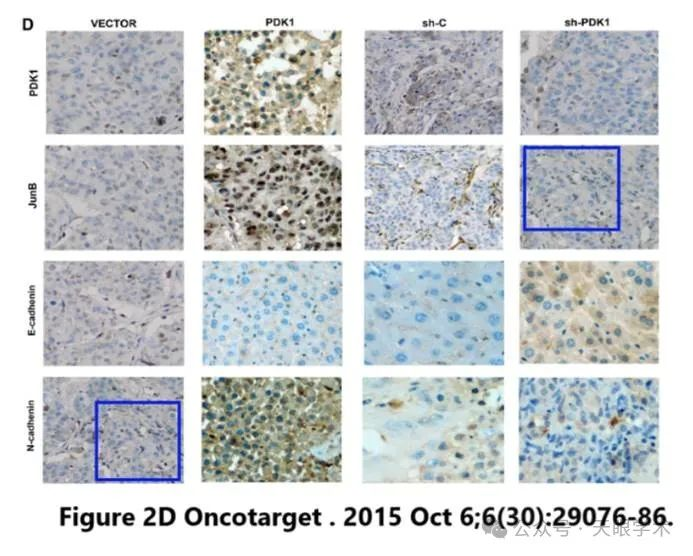 D
VECTOR PDK1 sh-C sh-PDK1
PDK1
JunB
E-cadhenin
N-cadhenin
Figure 2D Oncotarget . 2015 Oct 6;6(30):29076-86.
公众号 · 天眼学术